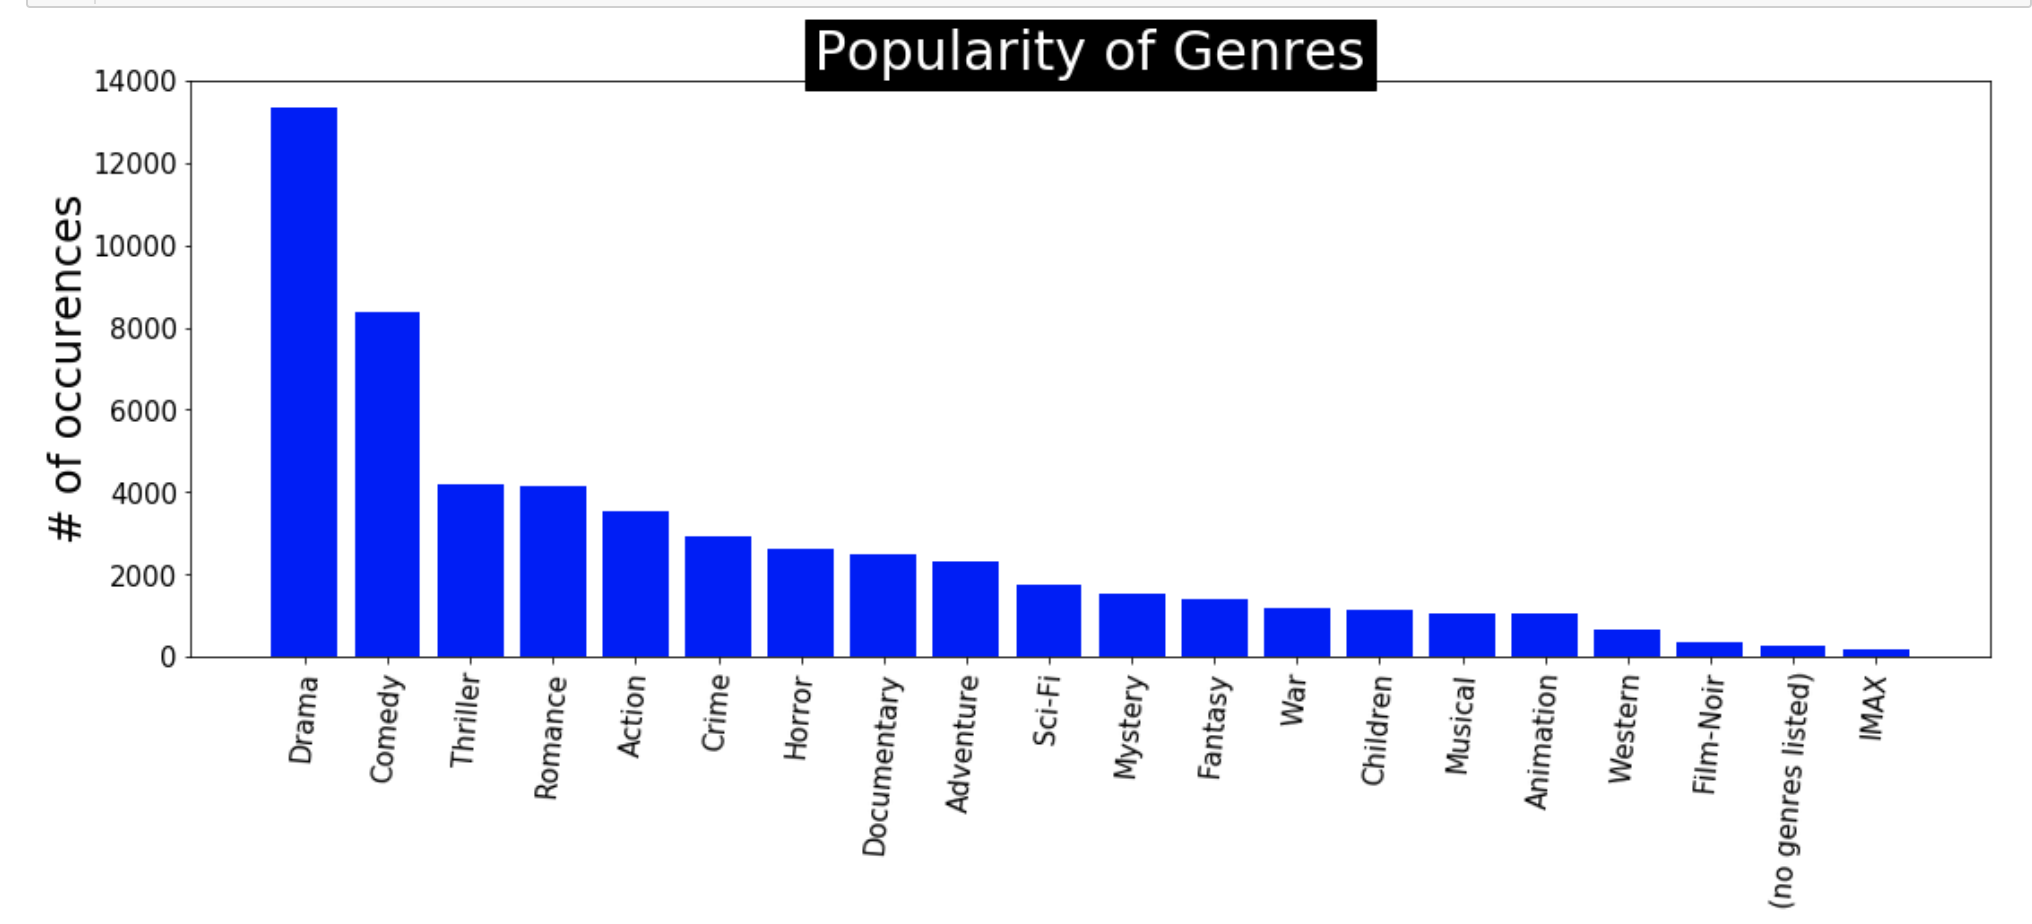 Popularity of Genres
# of occurences
14000
12000
10000
8000
6000
4000
2000
0
Drama
Comedy
Thriller
Romance
Action
Crime
Horror
Documentary
Adventure
Sci-Fi
Mystery
Fantasy
War
Children
Musical
Animation
Western
Film-Noir
(no genres listed)
IMAX